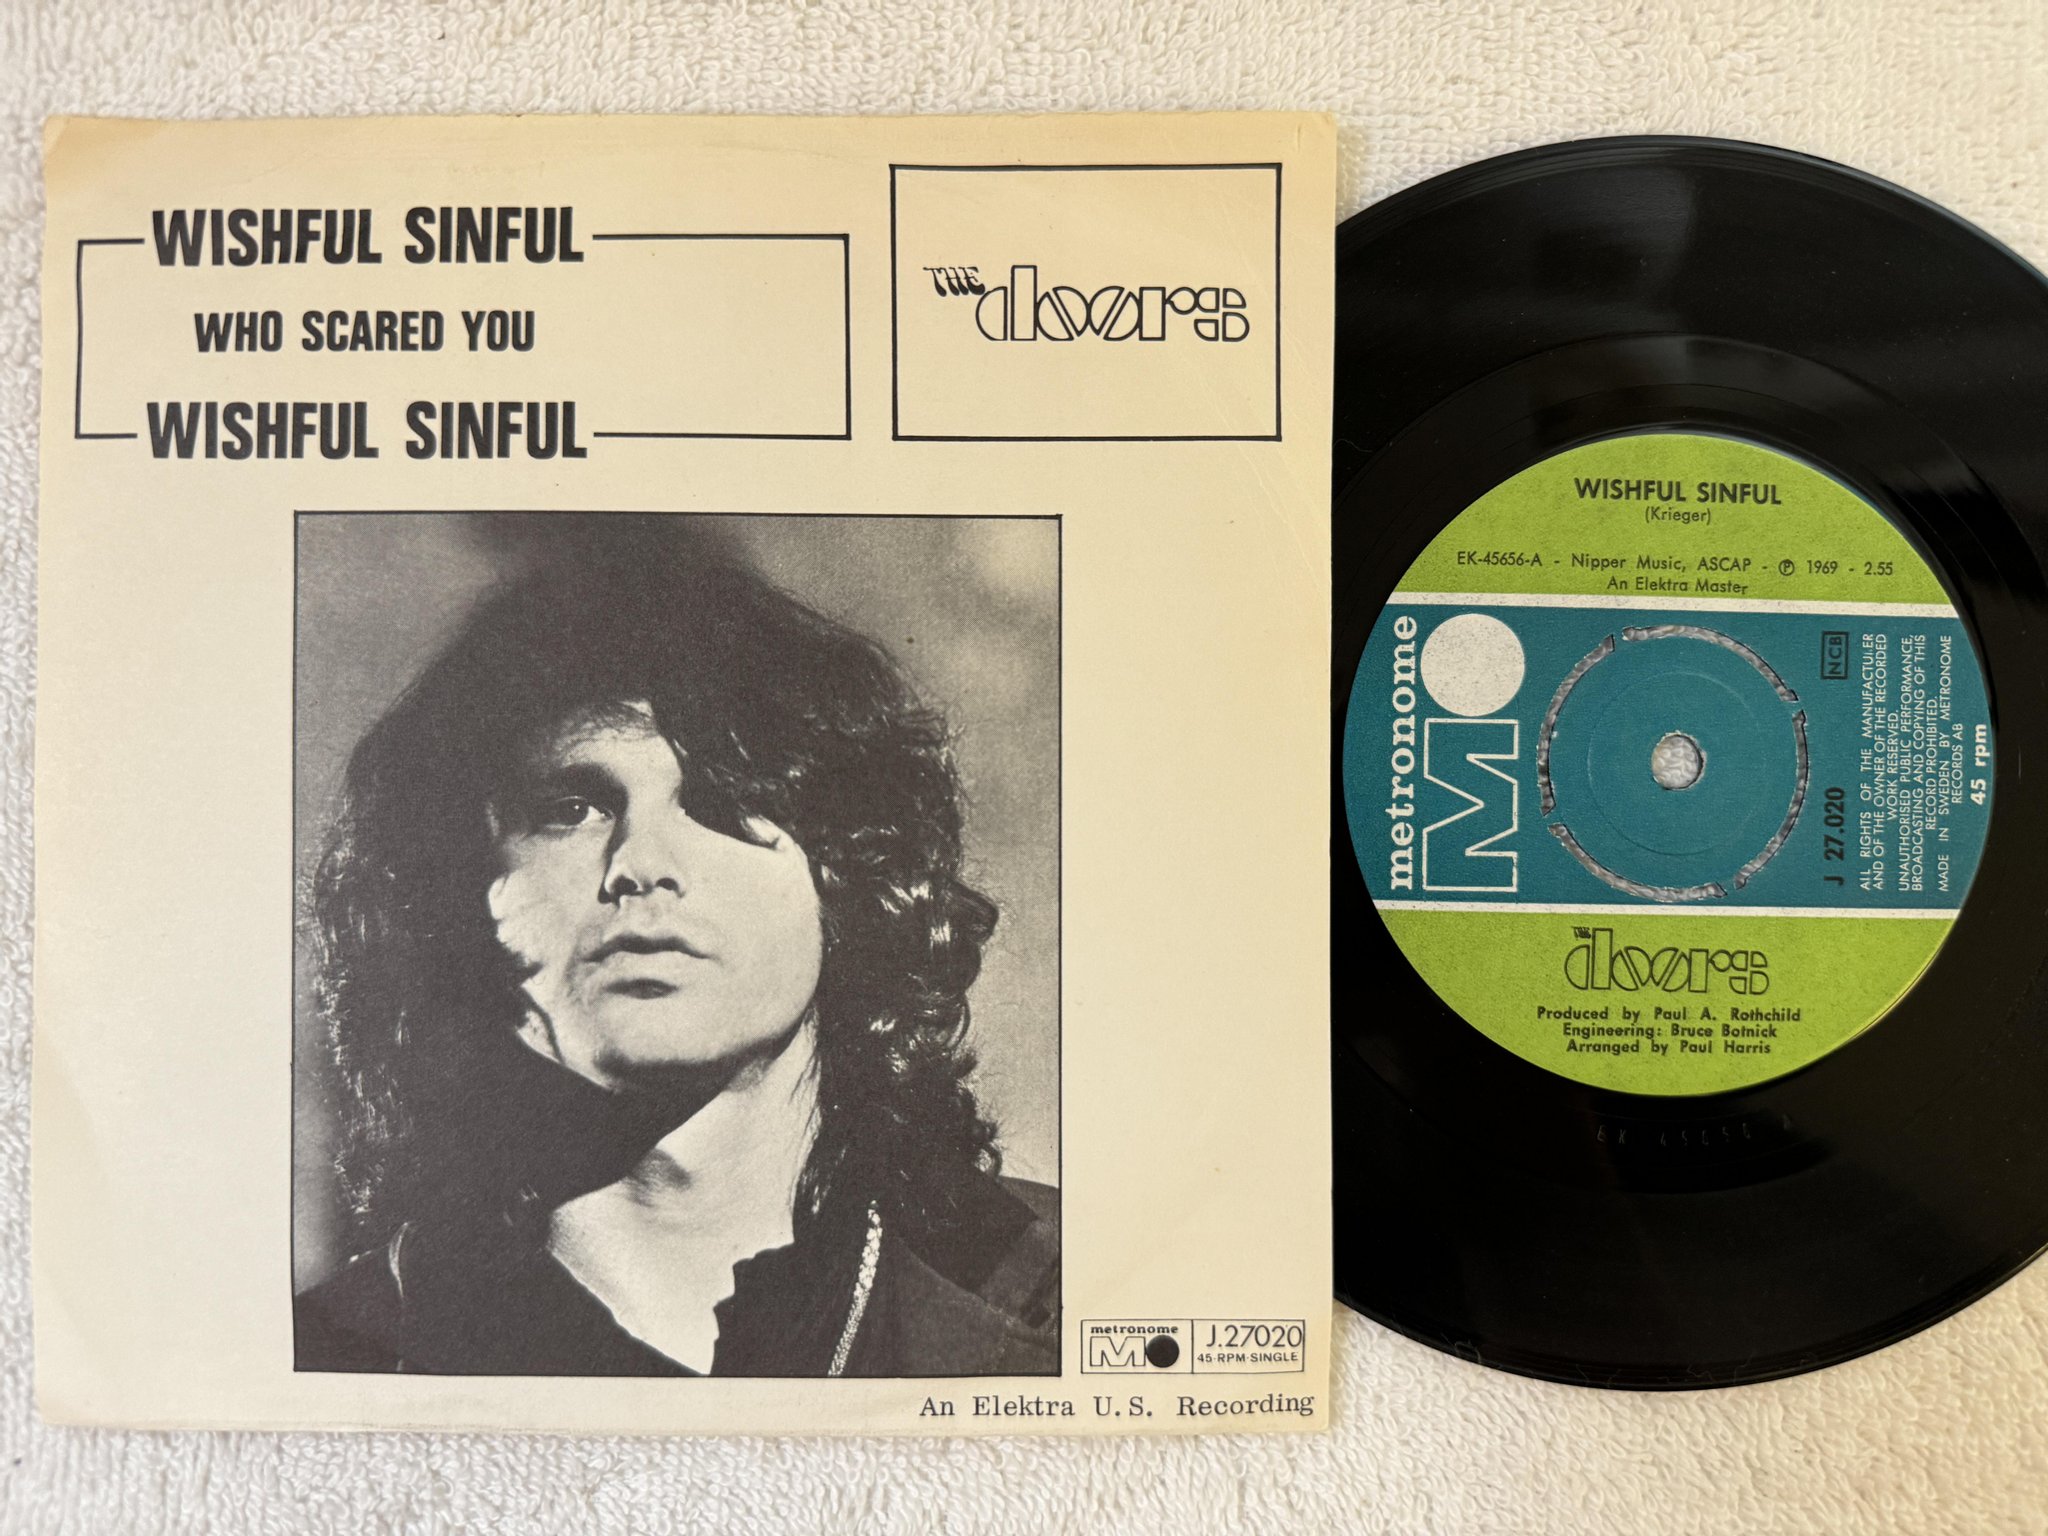 WISHFUL SINFUL
WHO SCARED YOU
WISHFUL SINFUL
THE doors
metronome
M
J.27020
45-RPM-SINGLE
An Elektra U.S. Recording
WISHFUL SINFUL
(Krieger)
EK-45656-A - Nipper Music, ASCAP - ℗ 1969 - 2.55
An Elektra Master
metronome
M
NCB
J 27.020
ALL RIGHTS OF THE MANUFACTURER
AND OF THE OWNER OF THE RECORDED
WORK RESERVED.
UNAUTHORISED PUBLIC PERFORMANCE,
BROADCASTING AND COPYING OF THIS
RECORD PROHIBITED.
MADE IN SWEDEN BY METRONOME
RECORDS AB
45 rpm
THE doors
Produced by Paul A. Rothchild
Engineering: Bruce Botnick
Arranged by Paul Harris
EK 45656 A